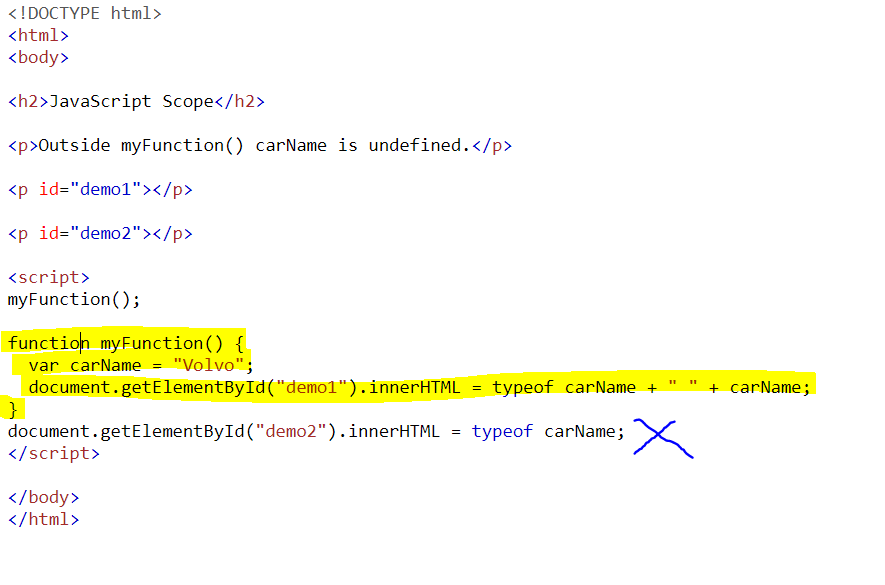 <!DOCTYPE html>
<html>
<body>
<h2>JavaScript Scope</h2>
<p>Outside myFunction() carName is undefined.</p>
<p id="demo1"></p>
<p id="demo2"></p>
<script>
myFunction();
function myFunction() {
  var carName = "Volvo";
  document.getElementById("demo1").innerHTML = typeof carName + " " + carName;
}
document.getElementById("demo2").innerHTML = typeof carName;
</script>
</body>
</html>